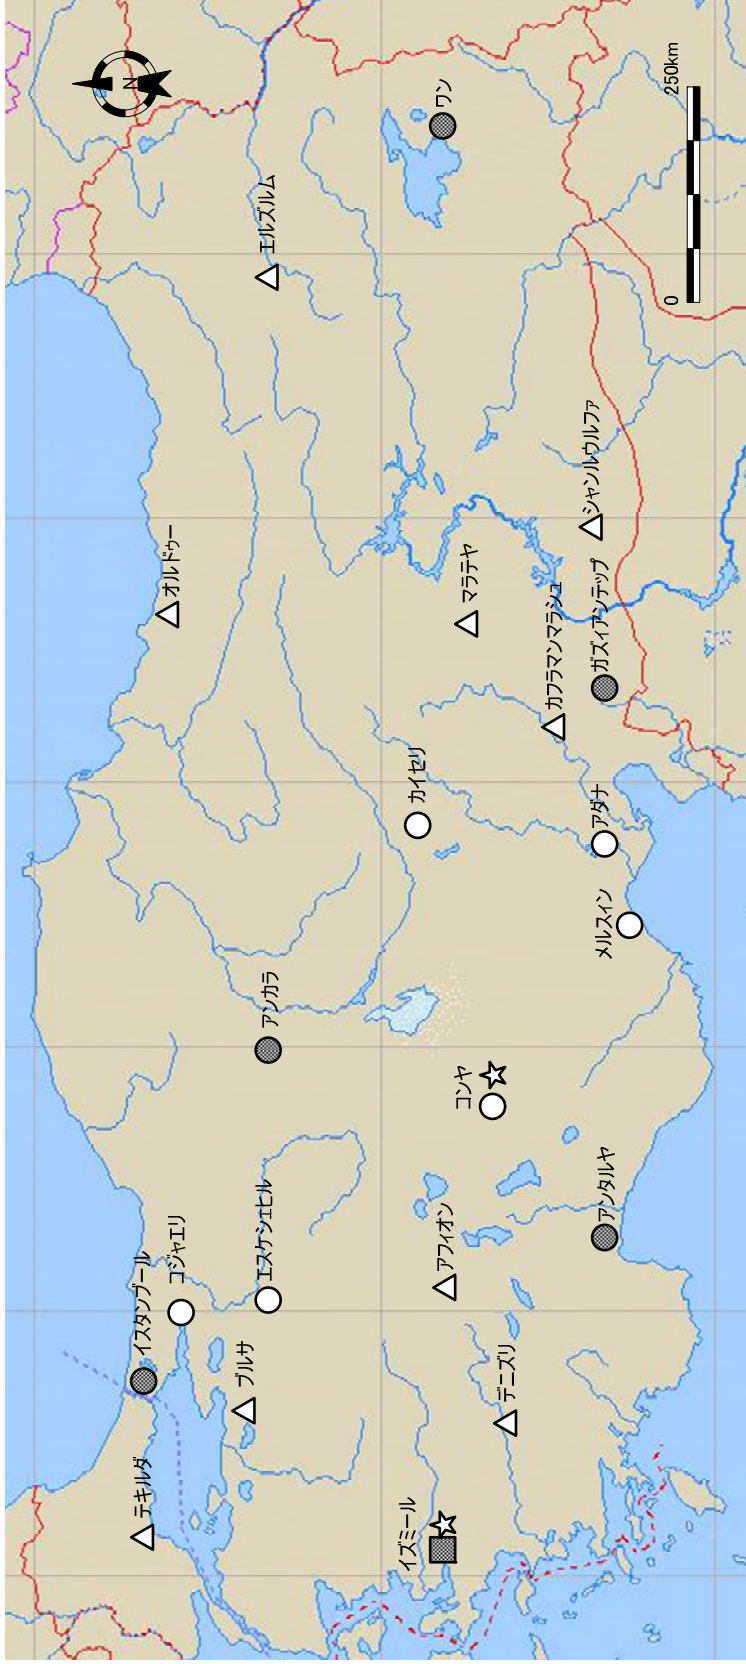 N
テキルダ
イスタンブール
コジャエリ
オルドゥー
ブルサ
エスケシェヒル
アンカラ
エルズルム
イズミール
アフィオン
カイセリ
ワン
コンヤ
マラテヤ
デニズリ
カフラマンマラシュ
シャンルウルファ
アンタルヤ
メルスィン
アダナ
ガズィアンテップ
0
250km